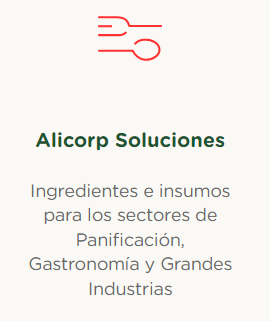 Alicorp Soluciones
Ingredientes e insumos
para los sectores de
Panificación,
Gastronomía y Grandes
Industrias